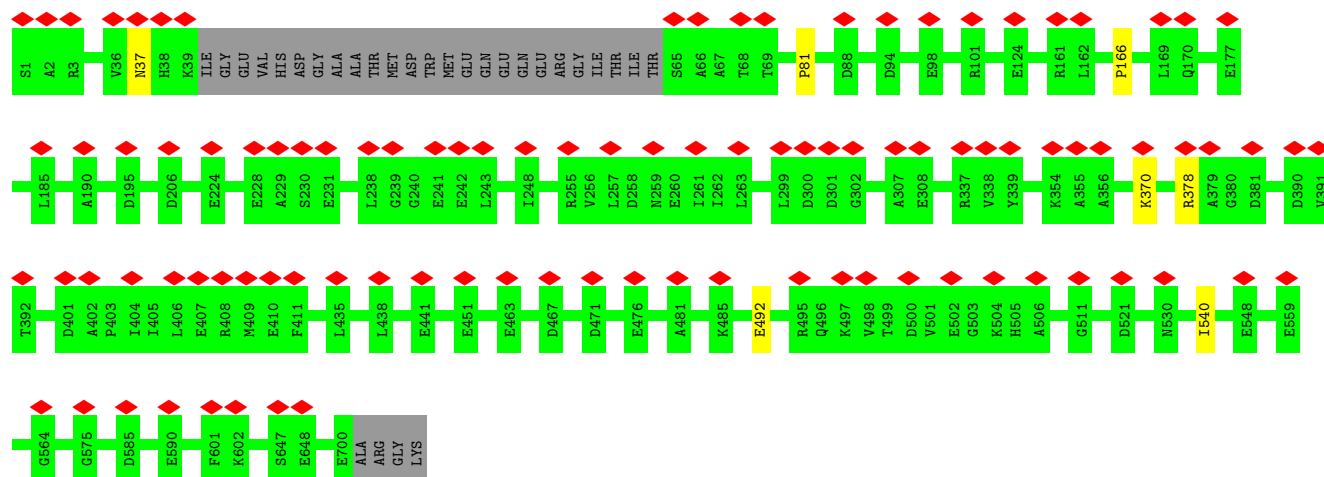 S1 A2 R3 V36 N37 H38 K39 ILE GLY GLU VAL HIS ASP GLY ALA ALA THR MET ASP TRP MET GLU GLN GLU GLN GLU ARG GLY ILE THR ILE THR S65 A66 A67 T68 T69 P81 D88 D94 E98 R101 E124 R161 L162 P166 L169 Q170 E177
L185 A190 D195 D206 E224 E228 A229 S230 E231 L238 G239 G240 E241 E242 L243 I248 R255 V256 L257 D258 N259 E260 I261 I262 L263 L299 D300 D301 G302 A307 E308 R337 V338 Y339 K354 A355 A356 K370 R378 A379 G380 D381 D390 V391
T392 D401 A402 P403 I404 I405 L406 E407 R408 M409 E410 F411 L435 L438 E441 E451 E463 D467 D471 E476 A481 K485 E492 R495 Q496 K497 V498 T499 D500 V501 E502 G503 K504 H505 A506 G511 D521 N530 I540 E548 E559
G564 G575 D585 E590 F601 K602 S647 E648 E700 ALA ARG GLY LYS